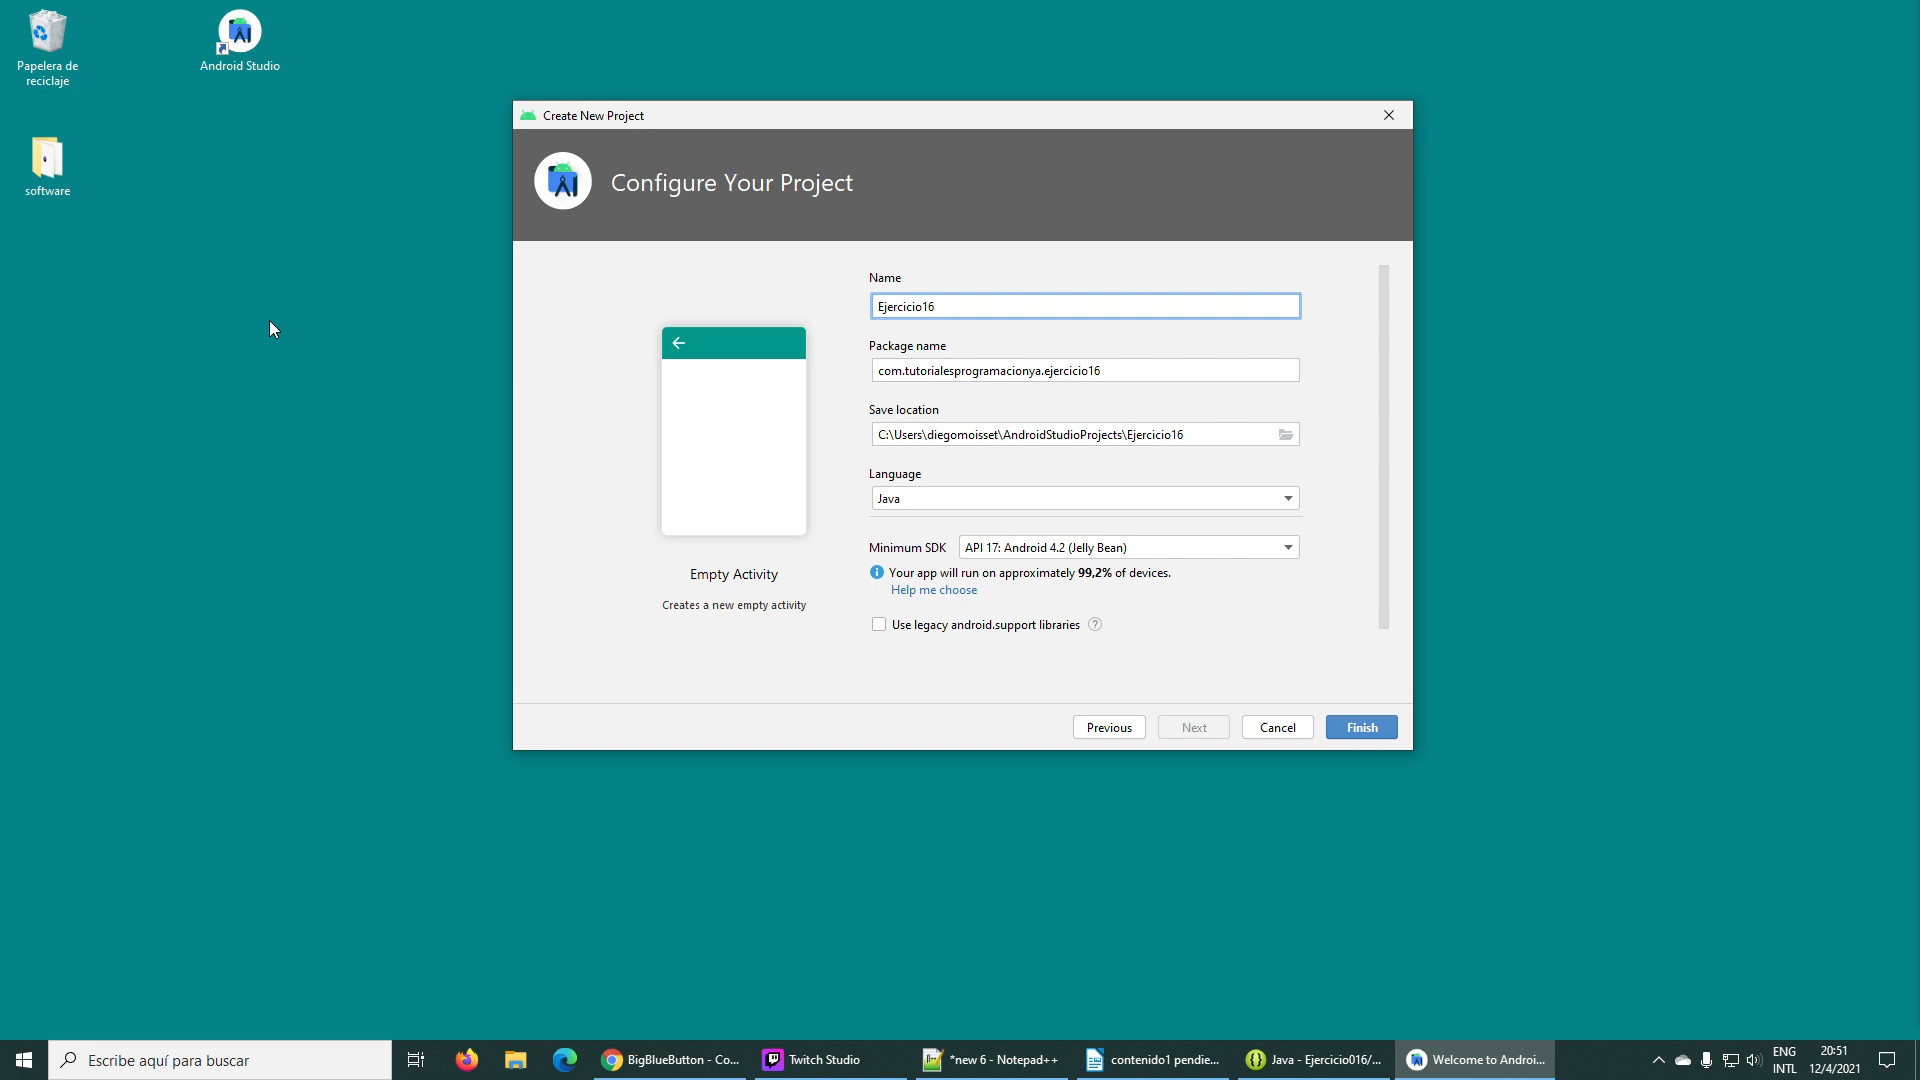 Papelera de
reciclaje
Android Studio
software
Create New Project
Configure Your Project
Name
Ejercicio16
Package name
com.tutorialesprogramacionya.ejercicio16
Save location
C:\Users\diegomoisset\AndroidStudioProjects\Ejercicio16
Language
Java
Minimum SDK
API 17: Android 4.2 (Jelly Bean)
Your app will run on approximately 99,2% of devices.
Help me choose
Use legacy android.support libraries
?
Empty Activity
Creates a new empty activity
Previous
Next
Cancel
Finish
Escribe aquí para buscar
BigBlueButton - Co...
Twitch Studio
*new 6 - Notepad++
contenido1 pendie...
Java - Ejercicio016/...
Welcome to Androi...
ENG
INTL
20:51
12/4/2021